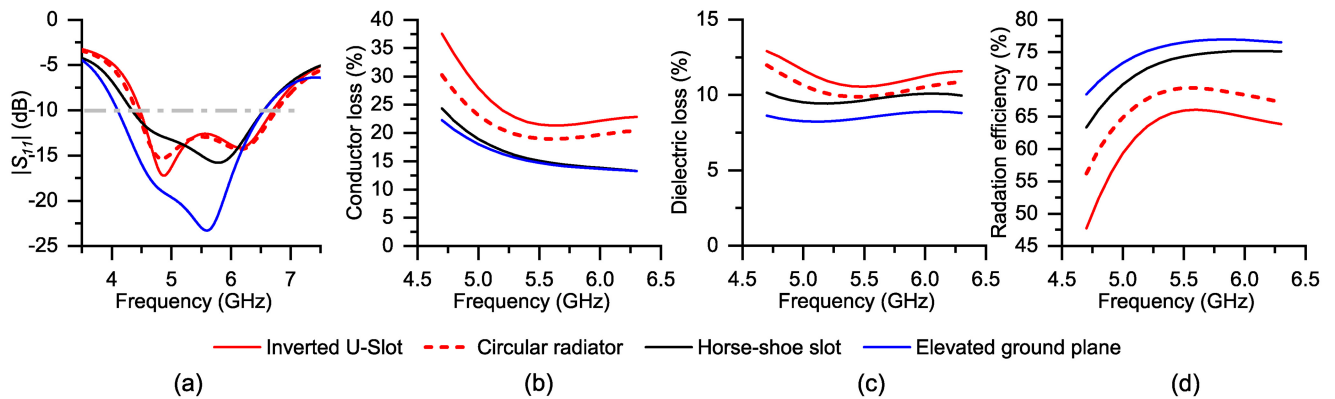 |S11| (dB)
0
-5
-10
-15
-20
-25
4
5
6
7
Frequency (GHz)
Conductor loss (%)
40
35
30
25
20
15
10
5
0
4.5
5.0
5.5
6.0
6.5
Frequency (GHz)
Dielectric loss (%)
15
10
5
0
4.5
5.0
5.5
6.0
6.5
Frequency (GHz)
Radation efficiency (%)
80
75
70
65
60
55
50
45
4.5
5.0
5.5
6.0
6.5
Frequency (GHz)
Inverted U-Slot
Circular radiator
Horse-shoe slot
Elevated ground plane
(a)
(b)
(c)
(d)